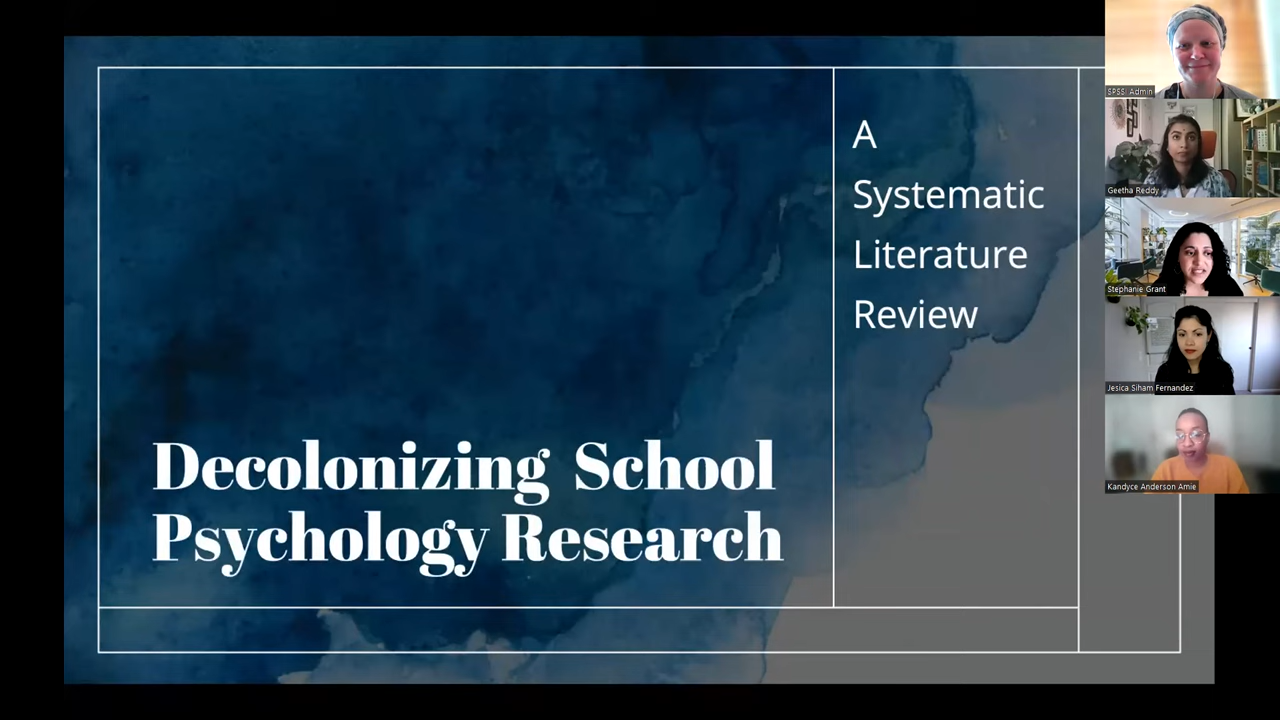 A
Systematic
Literature
Review
Decolonizing School
Psychology Research
SPSSI Admin
Geetha Reddy
Stephanie Grant
Jesica Siham Fernandez
Kandyce Anderson Amie